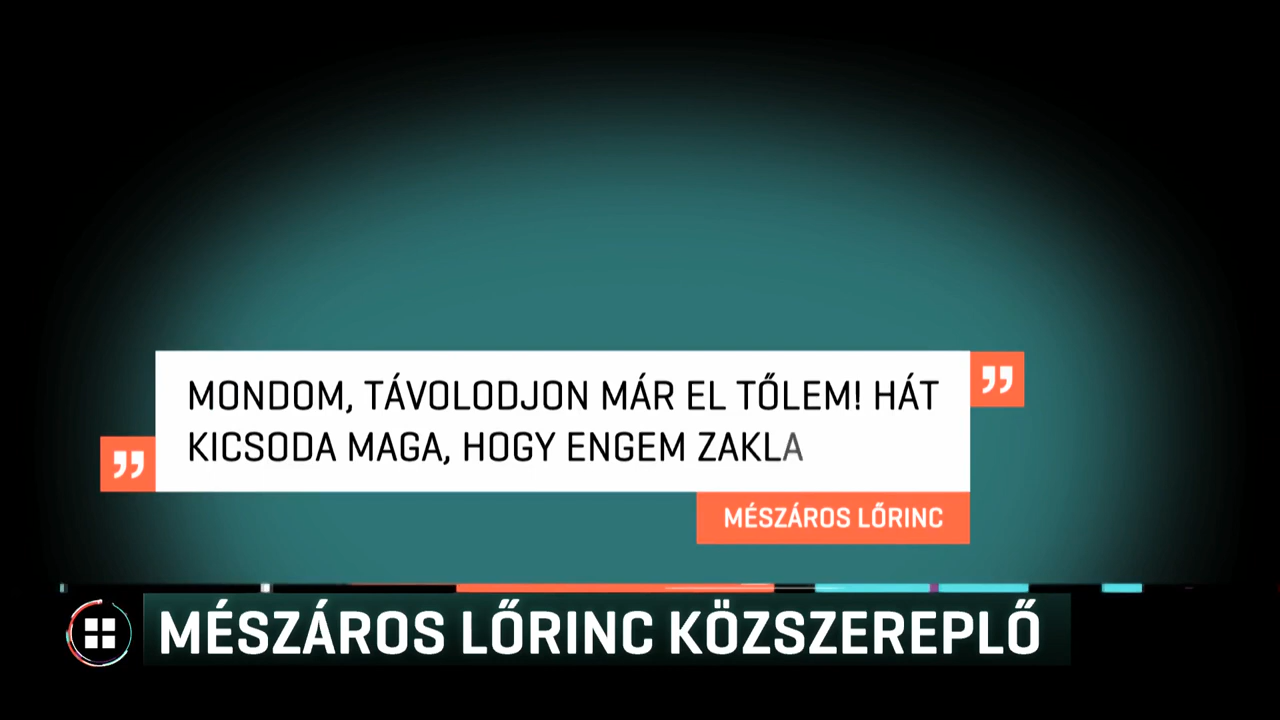 MONDOM, TÁVOLODJON MÁR EL TŐLEM! HÁT
KICSODA MAGA, HOGY ENGEM ZAKLA
MÉSZÁROS LŐRINC
MÉSZÁROS LŐRINC KÖZSZEREPLŐ